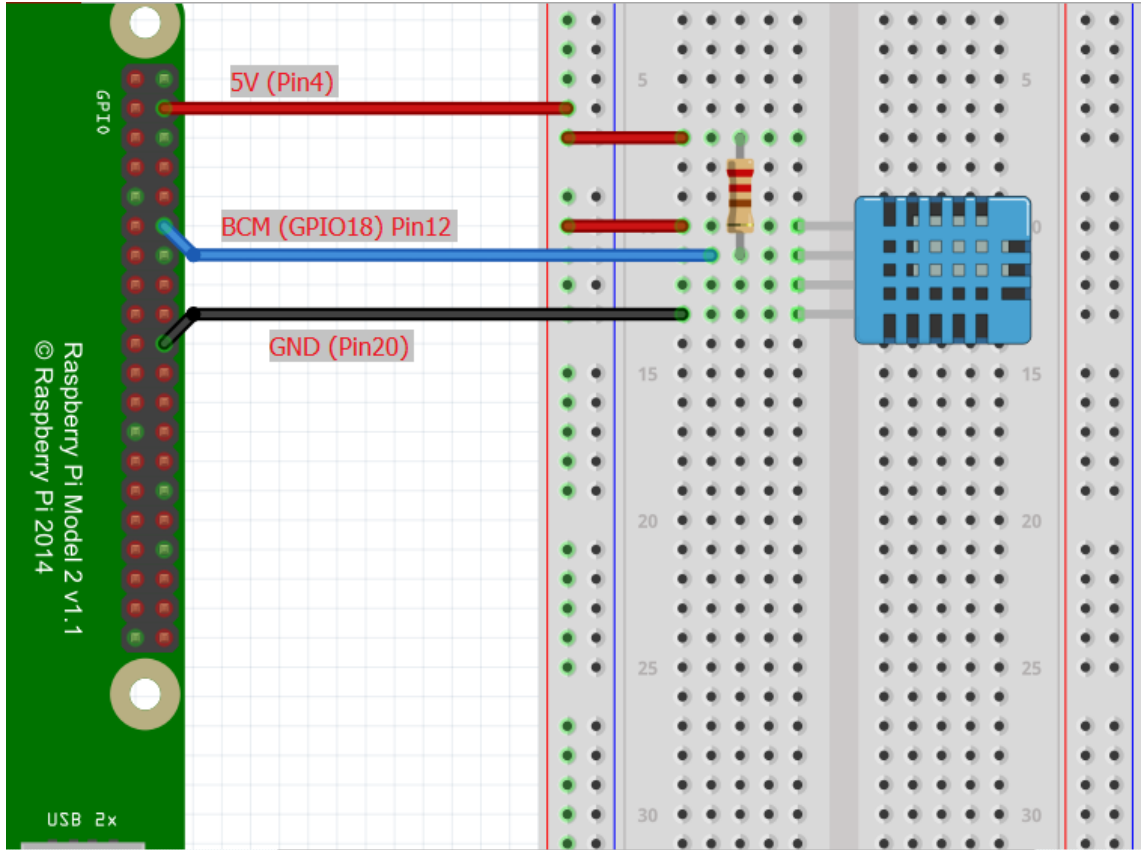 5V (Pin4)
GPIO
BCM (GPIO18) Pin12
GND (Pin20)
Raspberry Pi Model 2 v1.1
© Raspberry Pi 2014
USB 2x
5
5
0
15
15
20
20
25
25
30
30